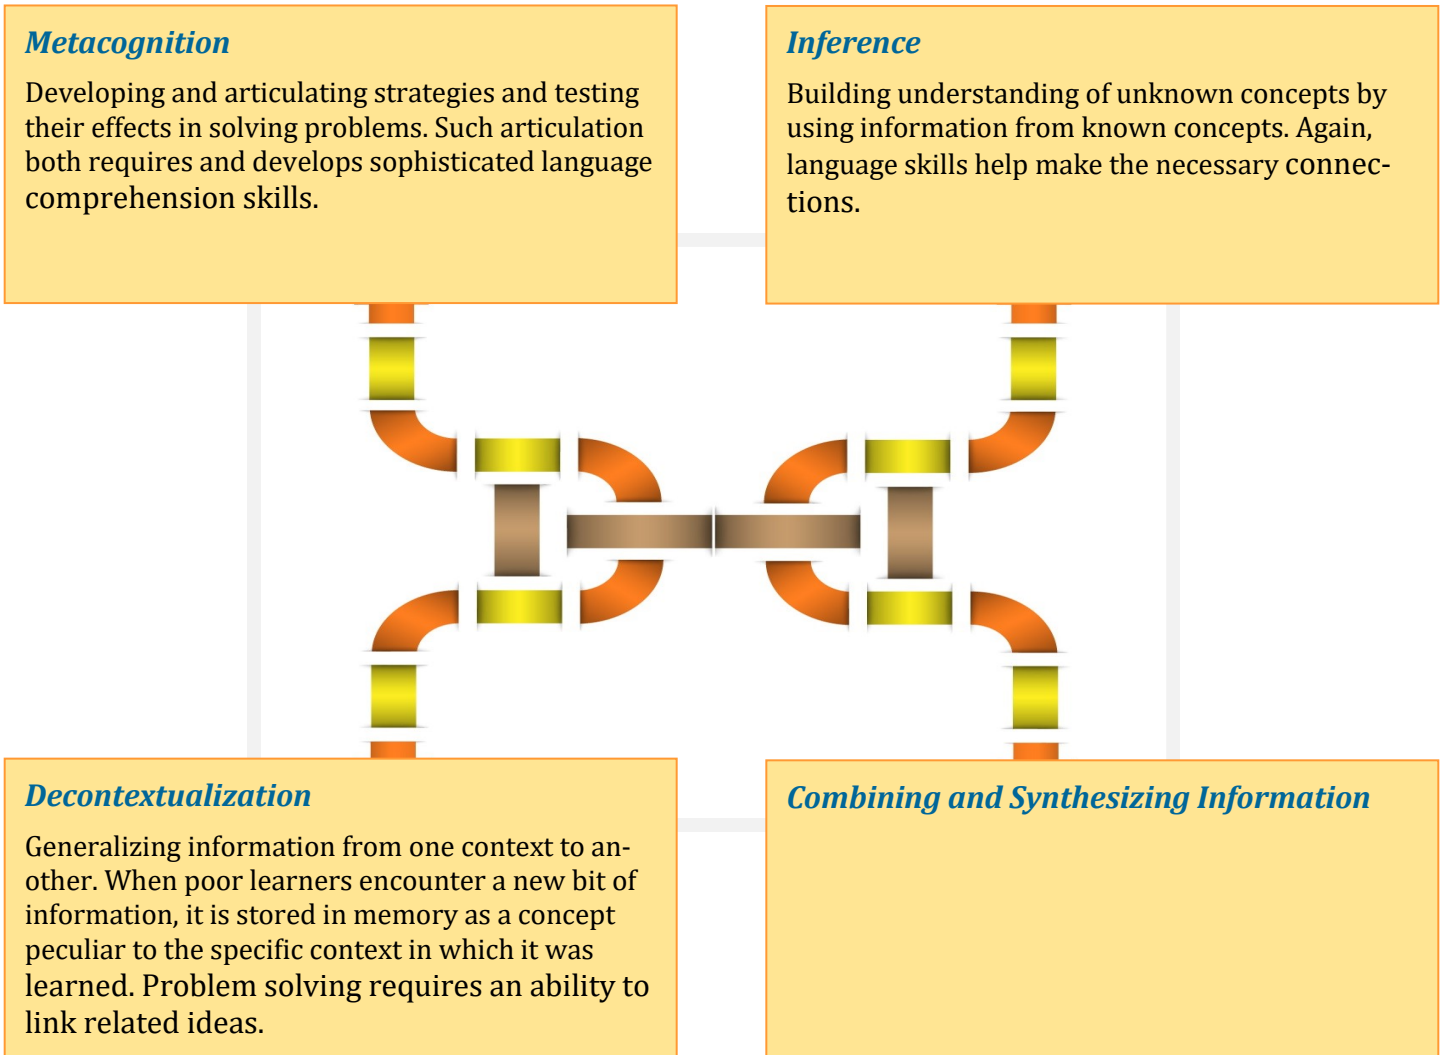 Metacognition
Developing and articulating strategies and testing
their effects in solving problems. Such articulation
both requires and develops sophisticated language
comprehension skills.
Inference
Building understanding of unknown concepts by
using information from known concepts. Again,
language skills help make the necessary connec-
tions.
Decontextualization
Generalizing information from one context to an-
other. When poor learners encounter a new bit of
information, it is stored in memory as a concept
peculiar to the specific context in which it was
learned. Problem solving requires an ability to
link related ideas.
Combining and Synthesizing Information